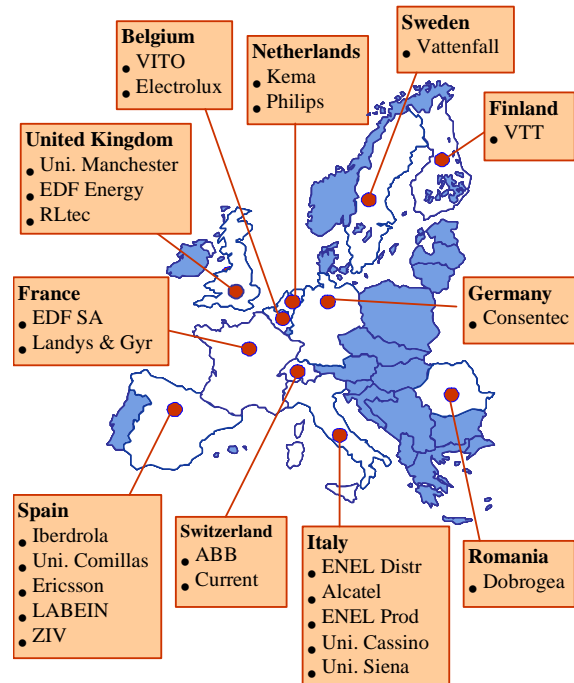 Sweden
• Vattenfall
Belgium
• VITO
• Electrolux
Netherlands
• Kema
• Philips
Finland
• VTT
United Kingdom
• Uni. Manchester
• EDF Energy
• RLtec
France
• EDF SA
• Landys & Gyr
Germany
• Consentec
Spain
• Iberdrola
• Uni. Comillas
• Ericsson
• LABEIN
• ZIV
Switzerland
• ABB
• Current
Italy
• ENEL Distr
• Alcatel
• ENEL Prod
• Uni. Cassino
• Uni. Siena
Romania
• Dobrogea